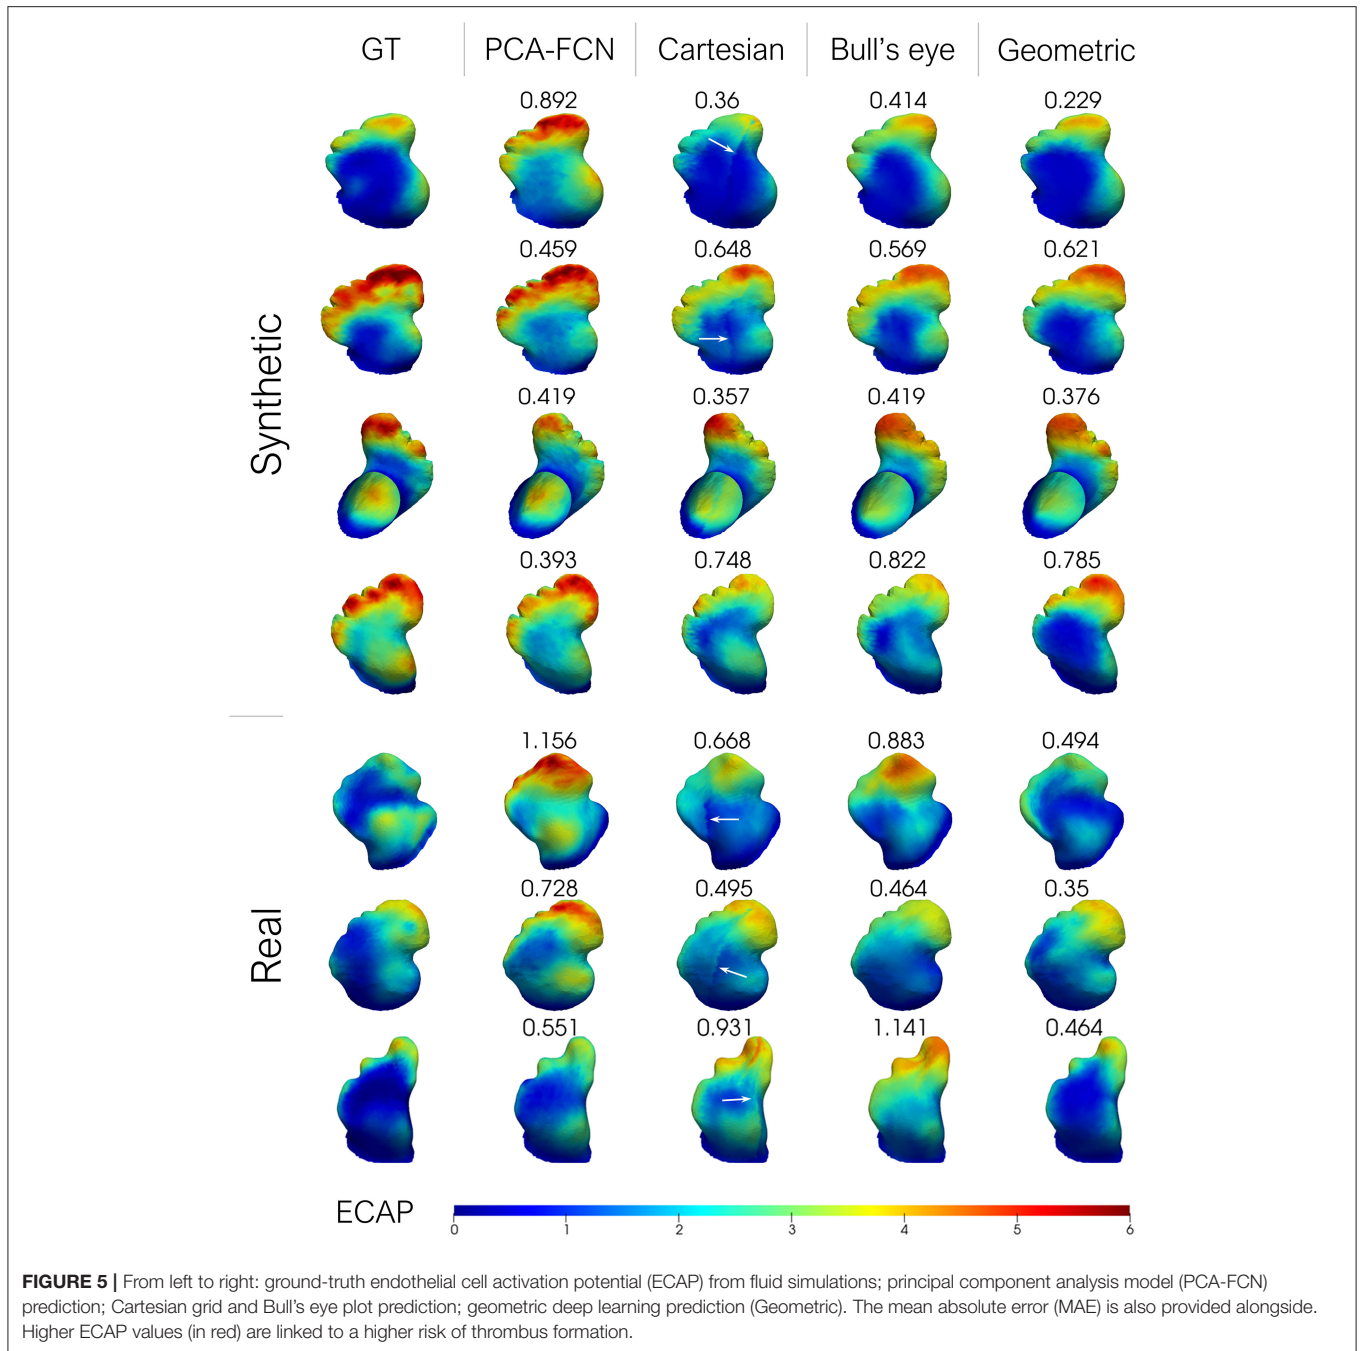 GT PCA-FCN Cartesian Bull's eye Geometric
0.892 0.36 0.414 0.229
0.459 0.648 0.569 0.621
Synthetic
0.419 0.357 0.419 0.376
0.393 0.748 0.822 0.785
1.156 0.668 0.883 0.494
0.728 0.495 0.464 0.35
Real
0.551 0.931 1.141 0.464
ECAP
0 1 2 3 4 5 6
FIGURE 5 | From left to right: ground-truth endothelial cell activation potential (ECAP) from fluid simulations; principal component analysis model (PCA-FCN)
prediction; Cartesian grid and Bull's eye plot prediction; geometric deep learning prediction (Geometric). The mean absolute error (MAE) is also provided alongside.
Higher ECAP values (in red) are linked to a higher risk of thrombus formation.